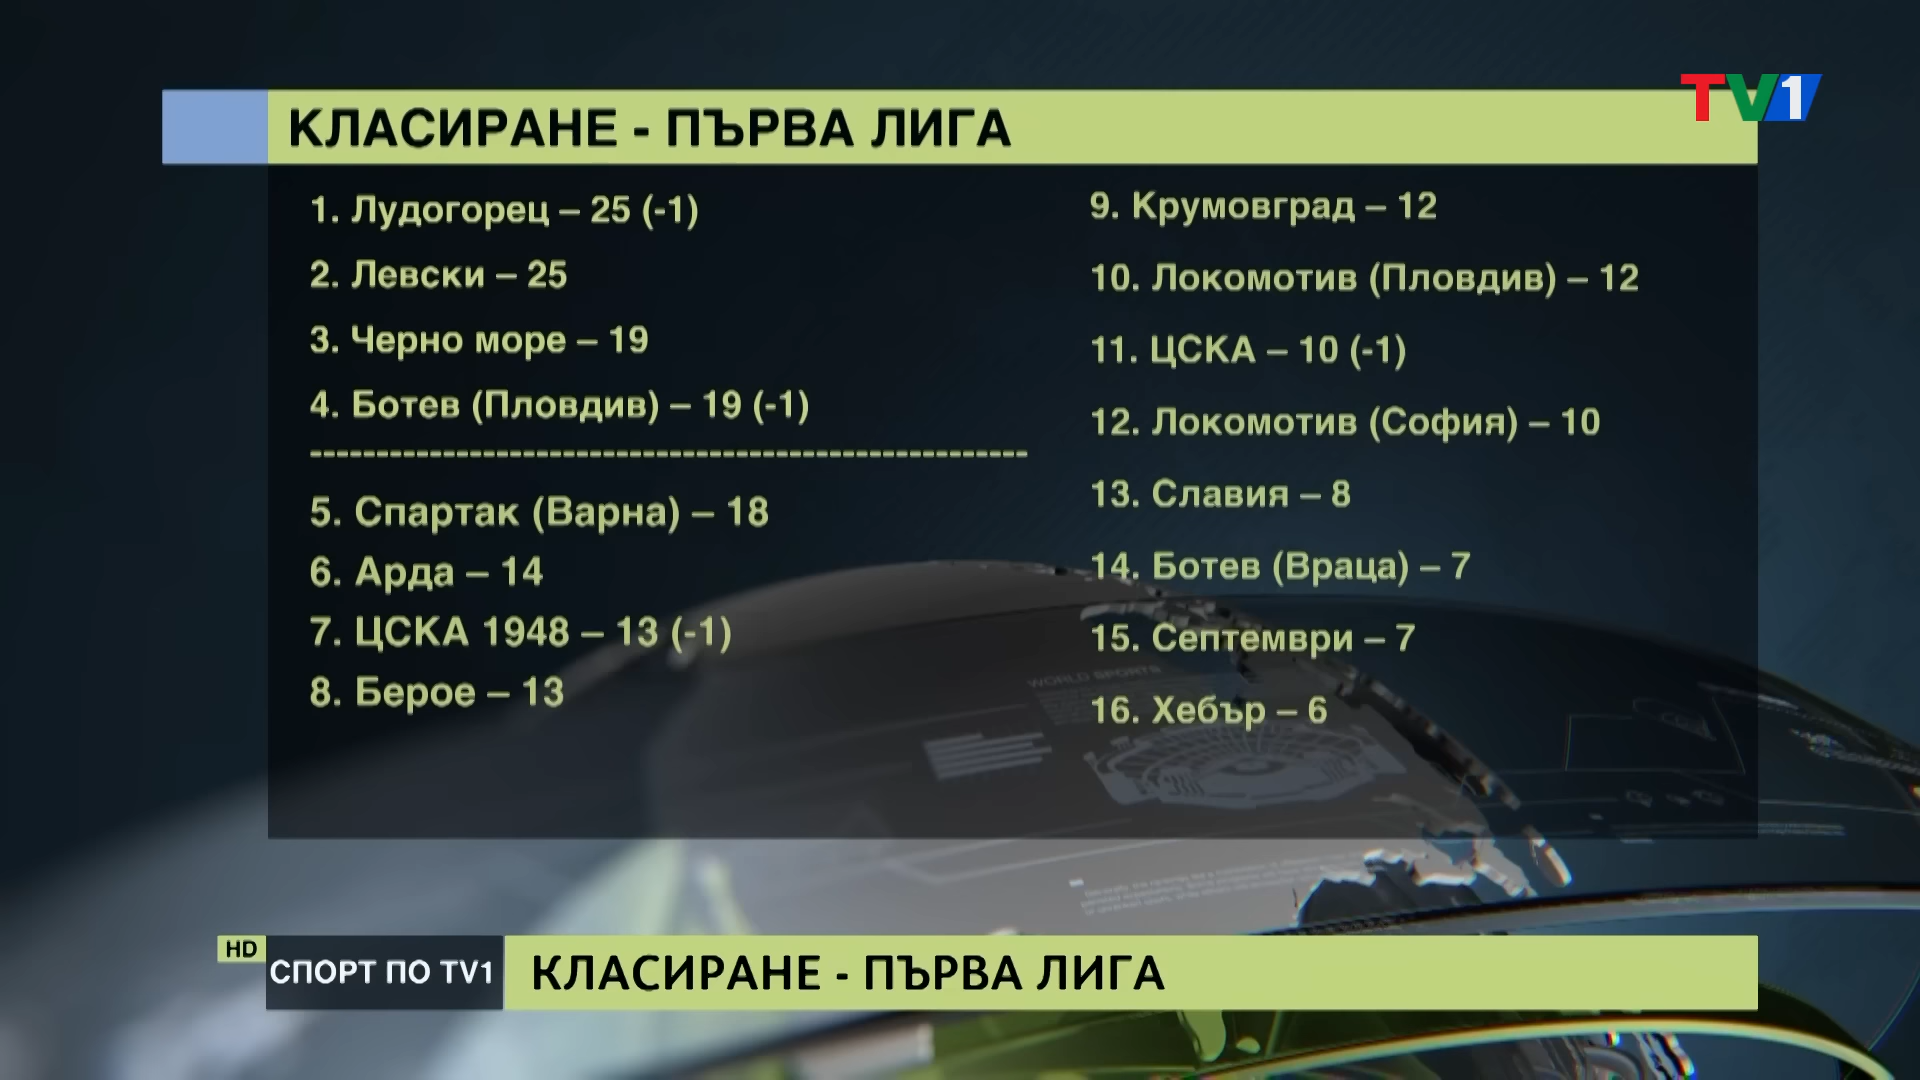 TV1
КЛАСИРАНЕ - ПЪРВА ЛИГА
1. Лудогорец – 25 (-1)
2. Левски – 25
3. Черно море – 19
4. Ботев (Пловдив) – 19 (-1)
------------------------------------------------------
5. Спартак (Варна) – 18
6. Арда – 14
7. ЦСКА 1948 – 13 (-1)
8. Берое – 13
9. Крумовград – 12
10. Локомотив (Пловдив) – 12
11. ЦСКА – 10 (-1)
12. Локомотив (София) – 10
13. Славия – 8
14. Ботев (Враца) – 7
15. Септември – 7
16. Хебър – 6
WORLD SPORTS
HD
СПОРТ ПО TV1
КЛАСИРАНЕ - ПЪРВА ЛИГА